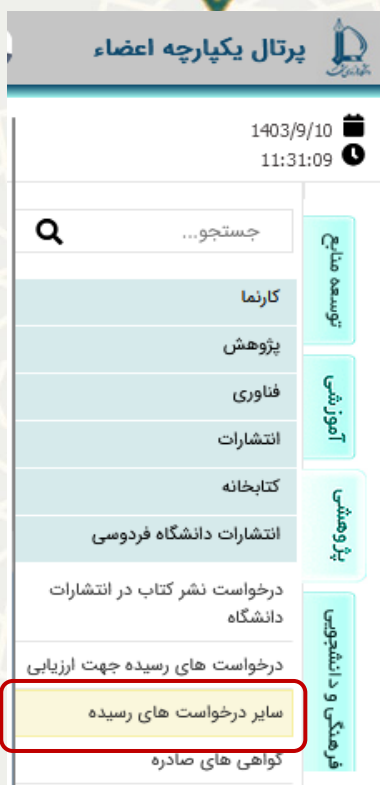 پرتال یکپارچه اعضاء
1403/9/10
11:31:09
جستجو...
توسعه منابع
آموزشی
پژوهشی
فرهنگی و دانشجویی
کارنما
پژوهش
فناوری
انتشارات
کتابخانه
انتشارات دانشگاه فردوسی
درخواست نشر کتاب در انتشارات
دانشگاه
درخواست های رسیده جهت ارزیابی
سایر درخواست های رسیده
گواهی های صادره